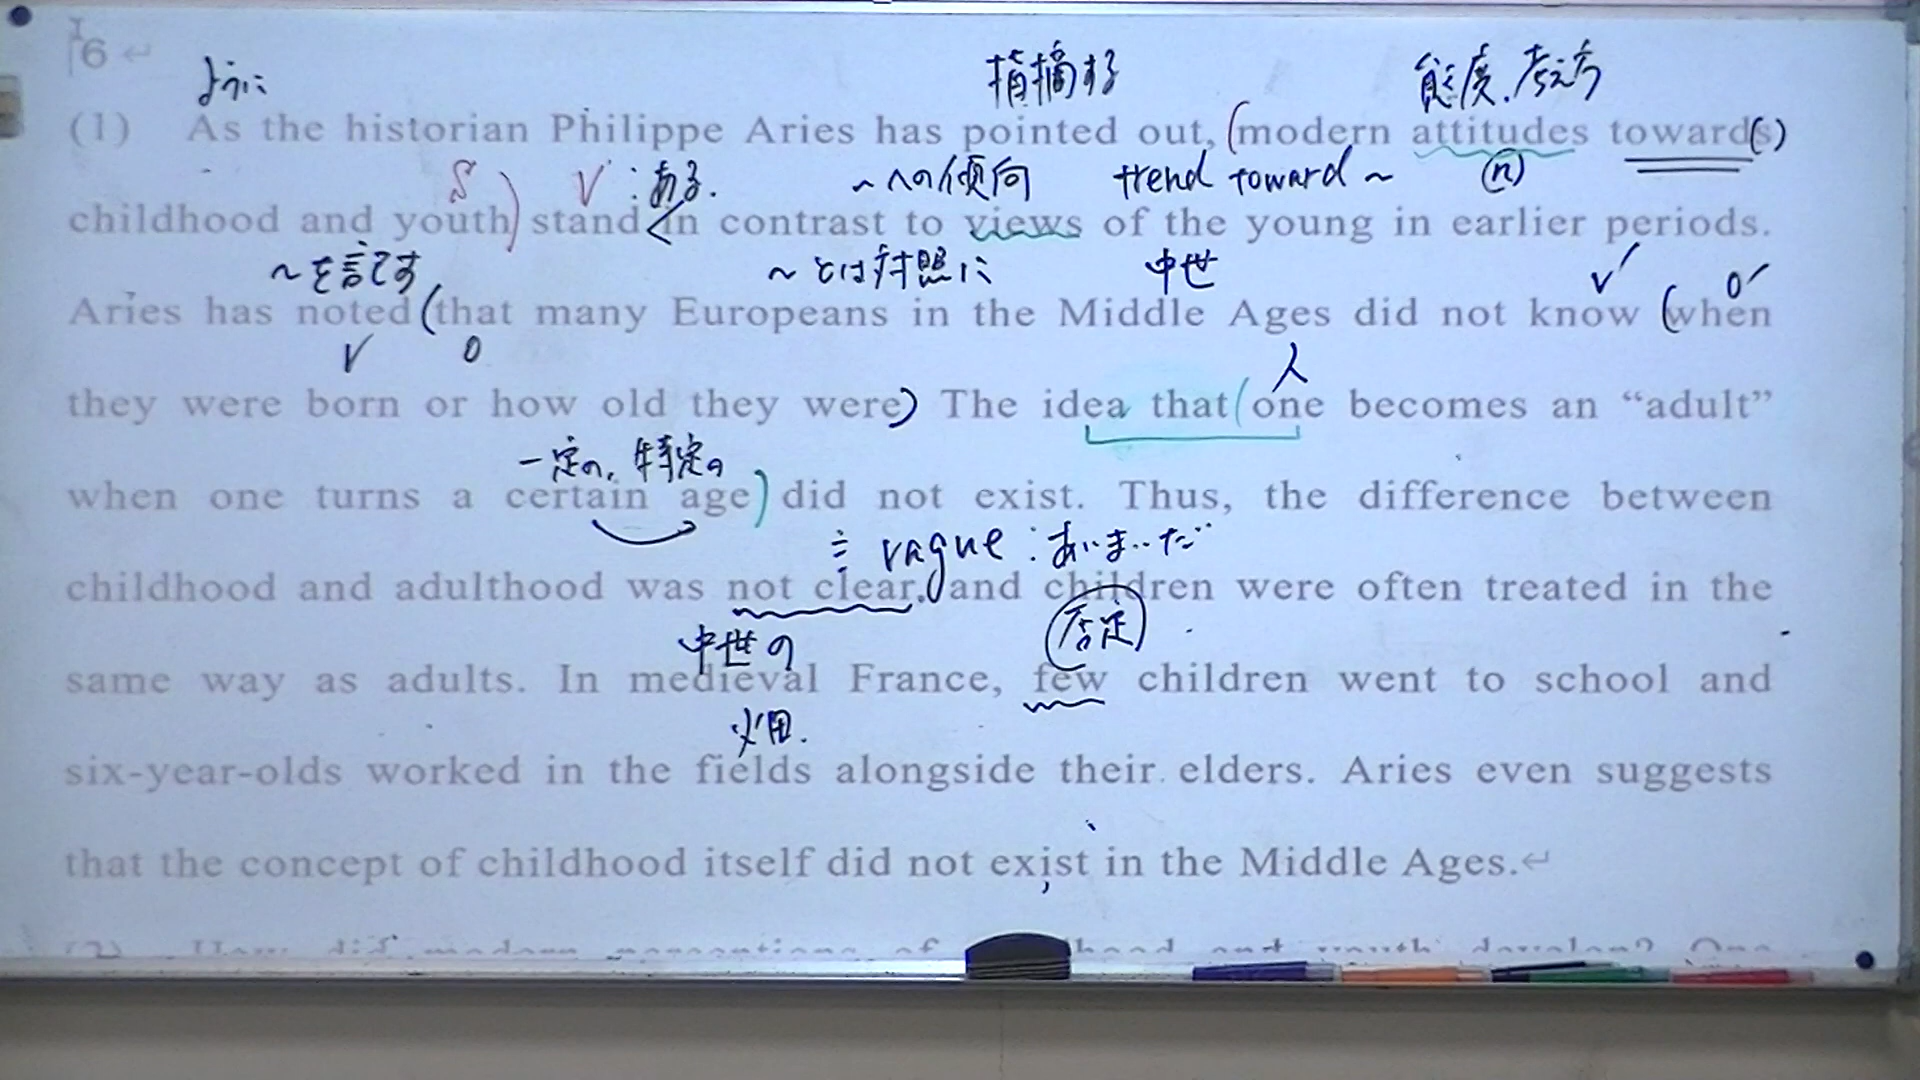 6
ように 指摘する 態度、考え方
(1) As the historian Philippe Aries has pointed out, (modern attitudes toward(s)
S V:ある. 〜への傾向 trend toward 〜 (n)
childhood and youth) stand <in contrast to views of the young in earlier periods.
〜を記す 〜とは対照に 中世 V O
Aries has noted (that many Europeans in the Middle Ages did not know (when
V O 人
they were born or how old they were) The idea that (one becomes an “adult”
一定の、特定の
when one turns a certain age) did not exist. Thus, the difference between
vague:あいまいだ
childhood and adulthood was not clear, and children were often treated in the
中世の 否定
same way as adults. In medieval France, few children went to school and
畑.
six-year-olds worked in the fields alongside their elders. Aries even suggests
that the concept of childhood itself did not exist in the Middle Ages.